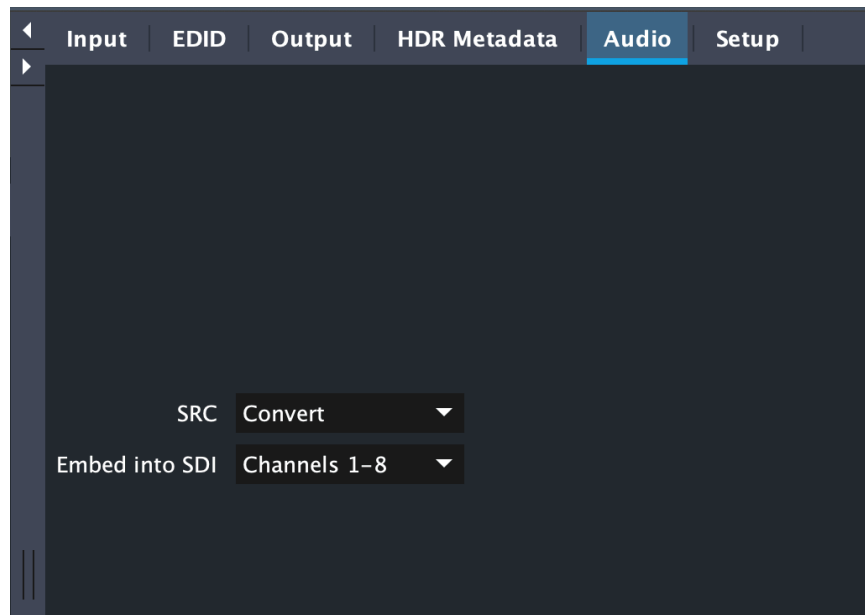 Input EDID Output HDR Metadata Audio Setup
SRC Convert
Embed into SDI Channels 1-8